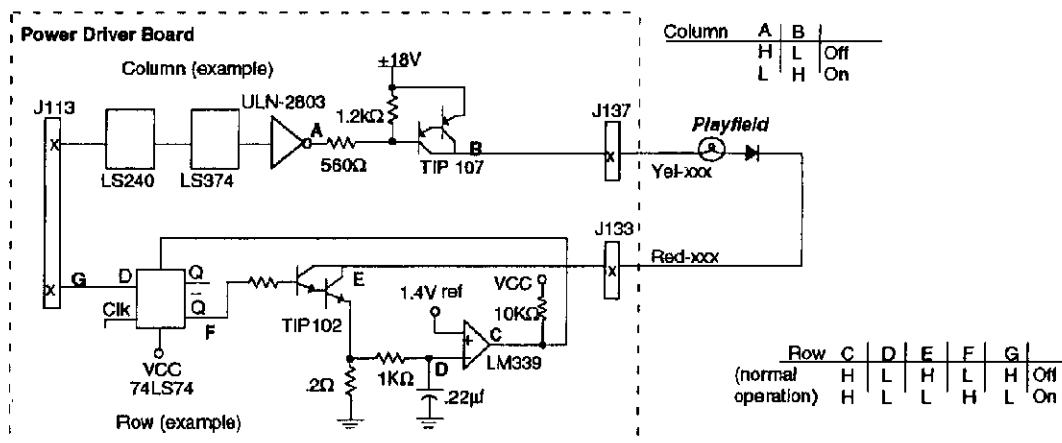 Power Driver Board
Column (example)
+18V
J113
ULN-2803
A
1.2kΩ
560Ω
B
TIP 107
LS240
LS374
J137
Playfield
Yel-xxx
Column A B
H L Off
L H On
J133
Red-xxx
G
D
Q
Q̅
Clk
F
VCC
74LS74
TIP102
E
1.4V ref
VCC
10KΩ
+
C
LM339
D
1KΩ
.2Ω
.22µf
Row (example)
Row C D E F G
(normal H L H L H Off
operation) H L L H L On